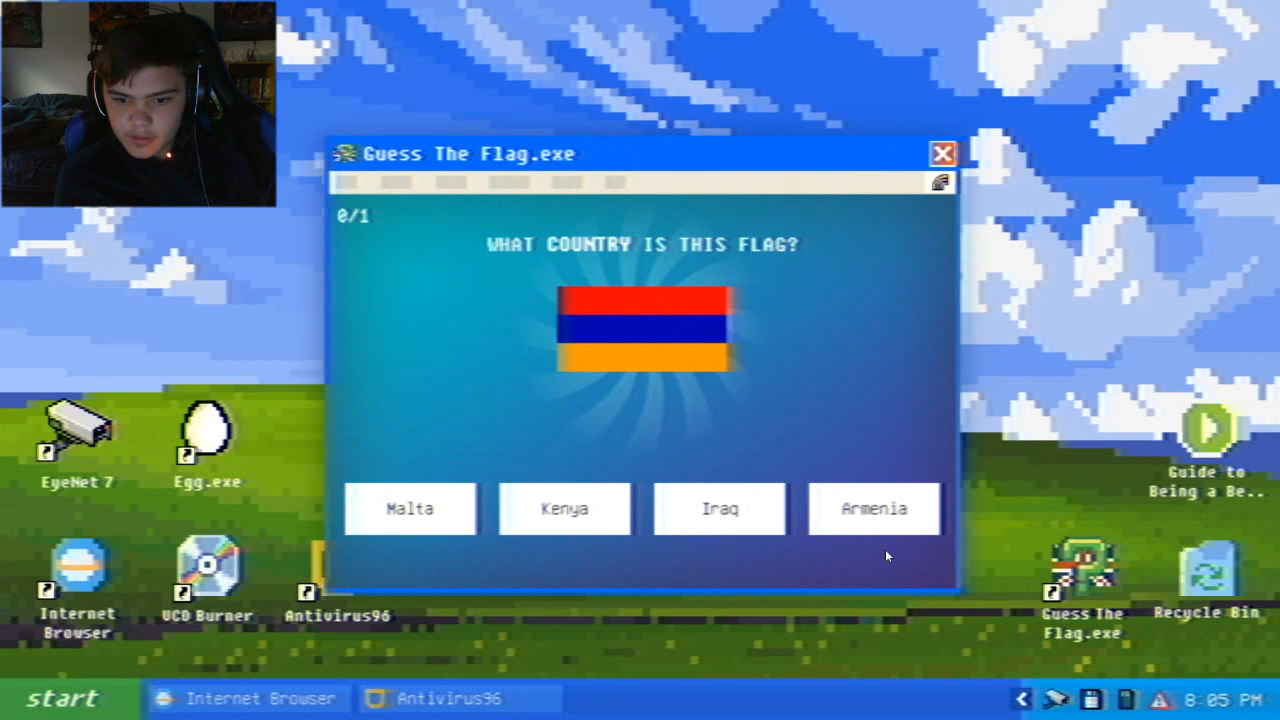 Guess The Flag.exe
0/1
WHAT COUNTRY IS THIS FLAG?
Malta
Kenya
Iraq
Armenia
EyeNet 7
Egg.exe
Guide to
Being a Be..
Internet
Browser
VCD Burner
Antivirus96
Guess The
Flag.exe
Recycle Bin
start
Internet Browser
Antivirus96
8:05 PM